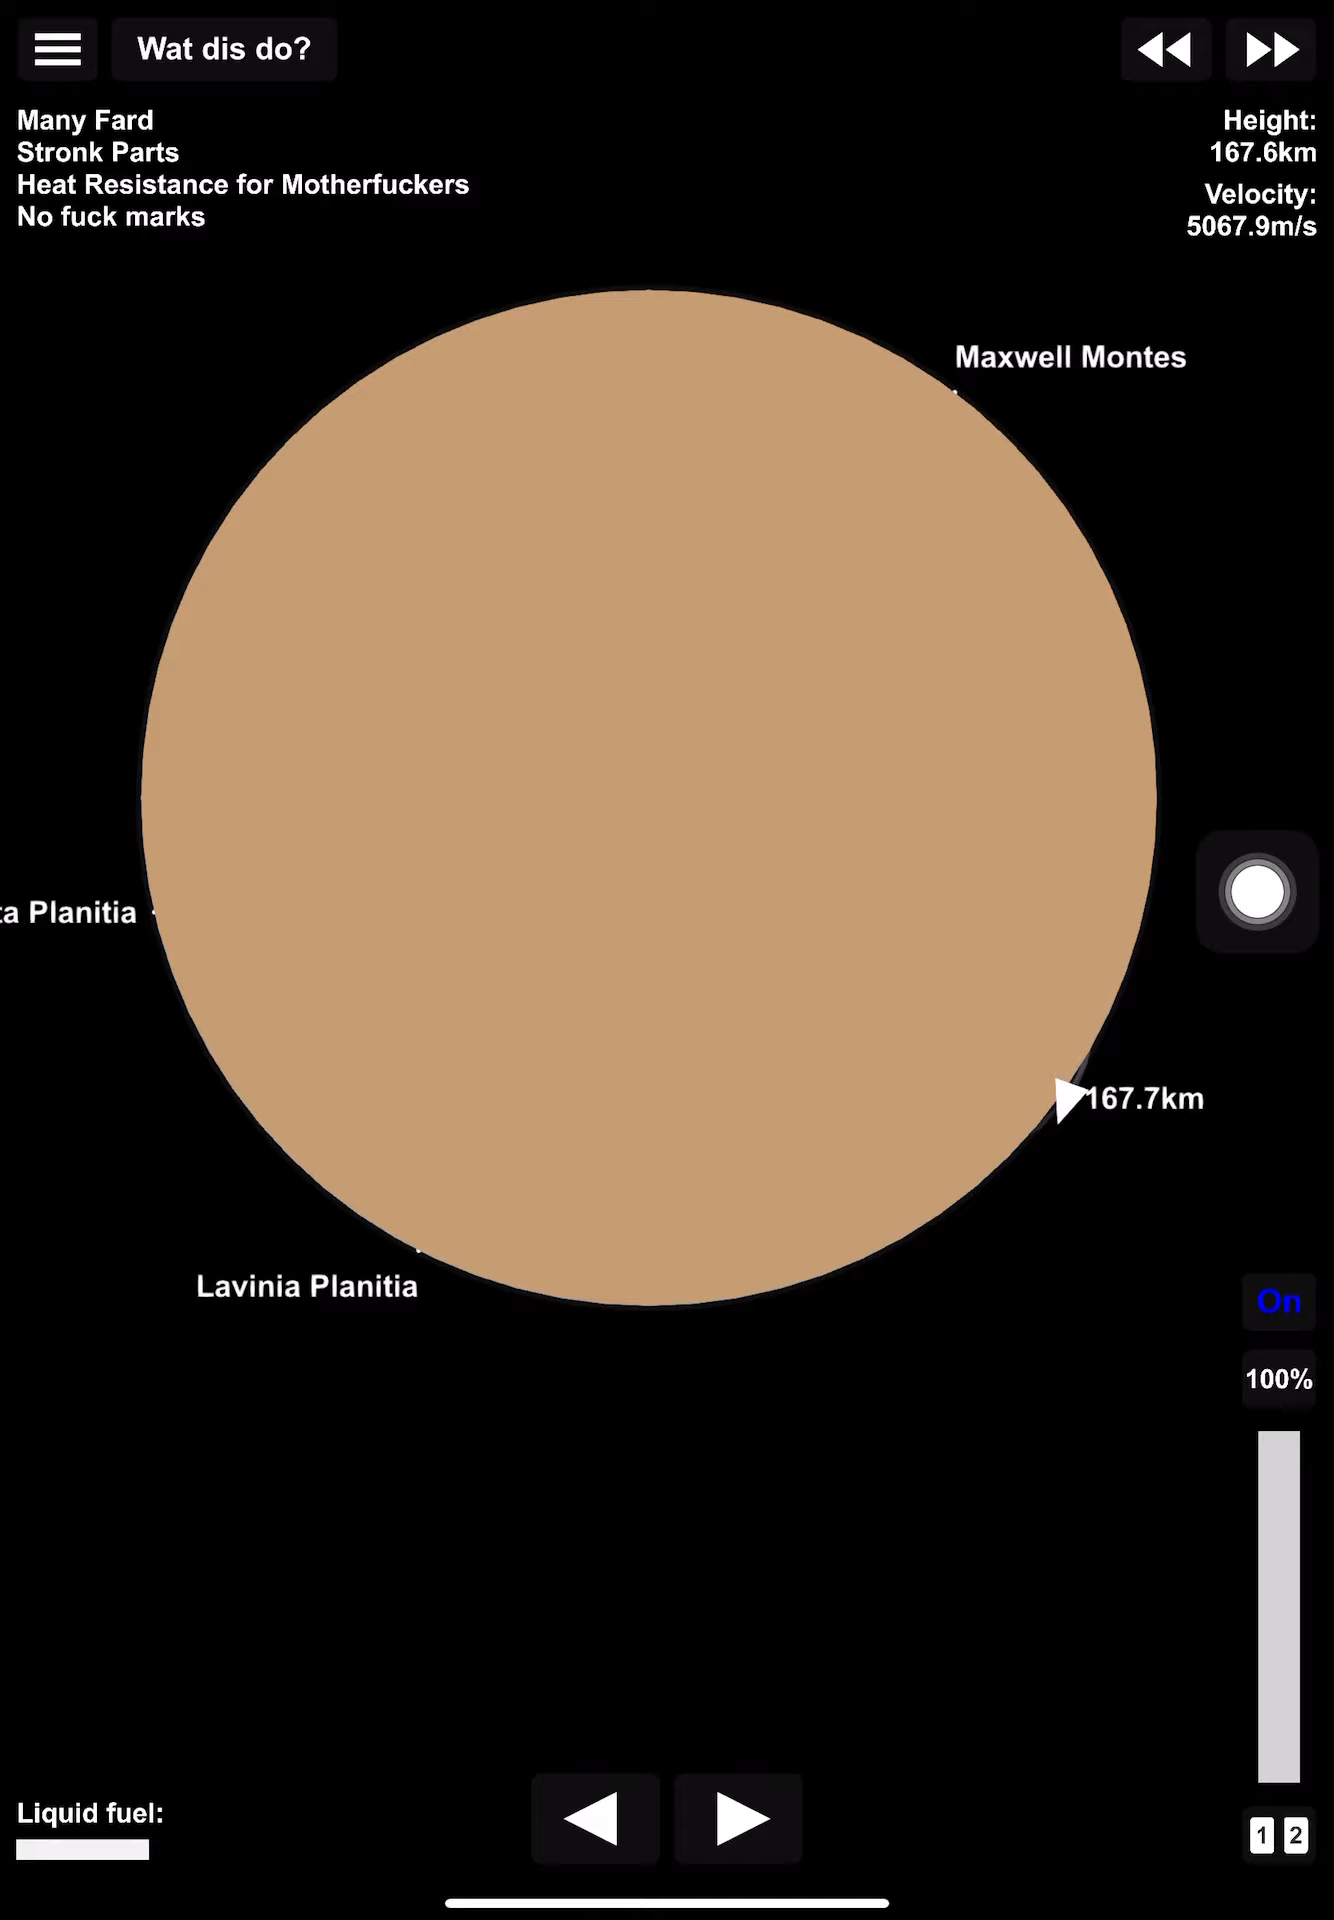 Wat dis do?
Many Fard
Stronk Parts
Heat Resistance for Motherfuckers
No fuck marks
Height:
167.6km
Velocity:
5067.9m/s
Maxwell Montes
ta Planitia
167.7km
Lavinia Planitia
On
100%
Liquid fuel:
1 2